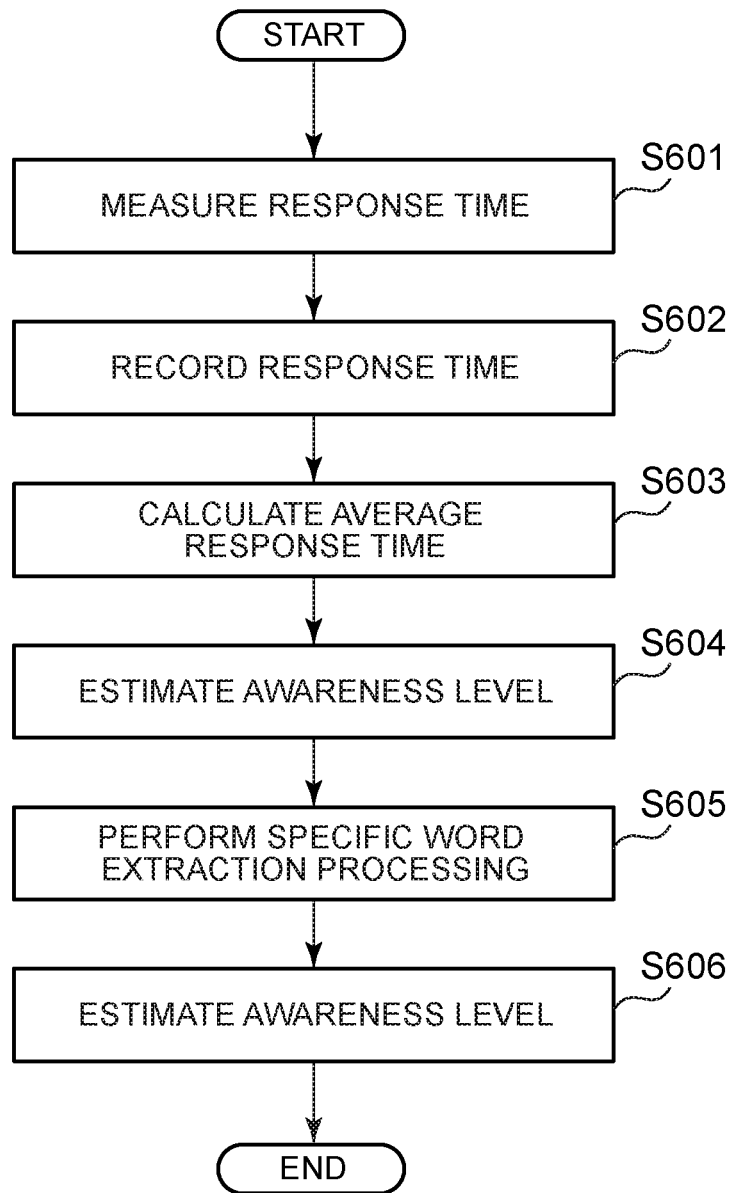 START
S601
MEASURE RESPONSE TIME
S602
RECORD RESPONSE TIME
S603
CALCULATE AVERAGE
RESPONSE TIME
S604
ESTIMATE AWARENESS LEVEL
S605
PERFORM SPECIFIC WORD
EXTRACTION PROCESSING
S606
ESTIMATE AWARENESS LEVEL
END